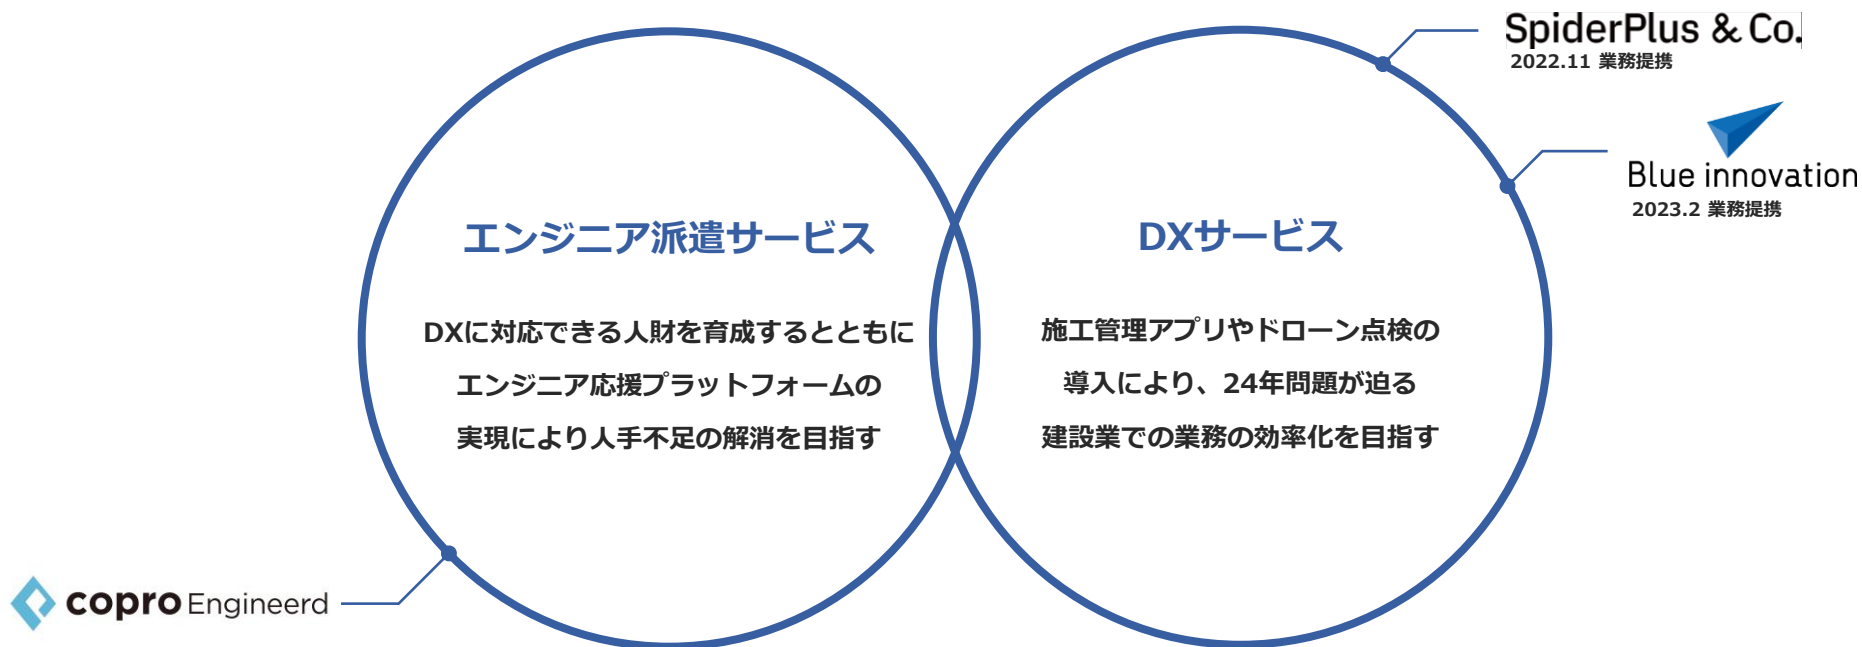 SpiderPlus & Co.
2022.11 業務提携
Blue innovation
2023.2 業務提携
エンジニア派遣サービス
DXに対応できる人財を育成するとともに
エンジニア応援プラットフォームの
実現により人手不足の解消を目指す
DXサービス
施工管理アプリやドローン点検の
導入により、24年問題が迫る
建設業での業務の効率化を目指す
copro Engineerd